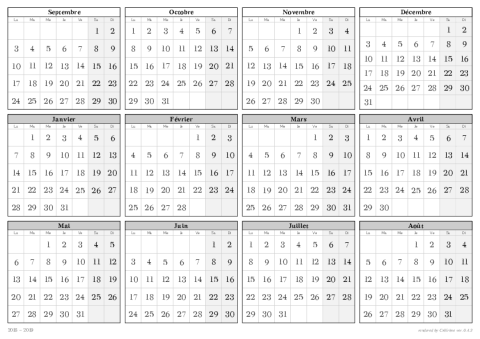 Septembre
Lu Ma Me Je Ve Sa Di
1 2
3 4 5 6 7 8 9
10 11 12 13 14 15 16
17 18 19 20 21 22 23
24 25 26 27 28 29 30
Octobre
Lu Ma Me Je Ve Sa Di
1 2 3 4 5 6 7
8 9 10 11 12 13 14
15 16 17 18 19 20 21
22 23 24 25 26 27 28
29 30 31
Novembre
Lu Ma Me Je Ve Sa Di
1 2 3 4
5 6 7 8 9 10 11
12 13 14 15 16 17 18
19 20 21 22 23 24 25
26 27 28 29 30
Décembre
Lu Ma Me Je Ve Sa Di
1 2
3 4 5 6 7 8 9
10 11 12 13 14 15 16
17 18 19 20 21 22 23
24 25 26 27 28 29 30
31
Janvier
Lu Ma Me Je Ve Sa Di
1 2 3 4 5 6
7 8 9 10 11 12 13
14 15 16 17 18 19 20
21 22 23 24 25 26 27
28 29 30 31
Février
Lu Ma Me Je Ve Sa Di
1 2 3
4 5 6 7 8 9 10
11 12 13 14 15 16 17
18 19 20 21 22 23 24
25 26 27 28
Mars
Lu Ma Me Je Ve Sa Di
1 2 3
4 5 6 7 8 9 10
11 12 13 14 15 16 17
18 19 20 21 22 23 24
25 26 27 28 29 30 31
Avril
Lu Ma Me Je Ve Sa Di
1 2 3 4 5 6 7
8 9 10 11 12 13 14
15 16 17 18 19 20 21
22 23 24 25 26 27 28
29 30
Mai
Lu Ma Me Je Ve Sa Di
1 2 3 4 5
6 7 8 9 10 11 12
13 14 15 16 17 18 19
20 21 22 23 24 25 26
27 28 29 30 31
Juin
Lu Ma Me Je Ve Sa Di
1 2
3 4 5 6 7 8 9
10 11 12 13 14 15 16
17 18 19 20 21 22 23
24 25 26 27 28 29 30
Juillet
Lu Ma Me Je Ve Sa Di
1 2 3 4 5 6 7
8 9 10 11 12 13 14
15 16 17 18 19 20 21
22 23 24 25 26 27 28
29 30 31
Août
Lu Ma Me Je Ve Sa Di
1 2 3 4
5 6 7 8 9 10 11
12 13 14 15 16 17 18
19 20 21 22 23 24 25
26 27 28 29 30 31
2018 - 2019